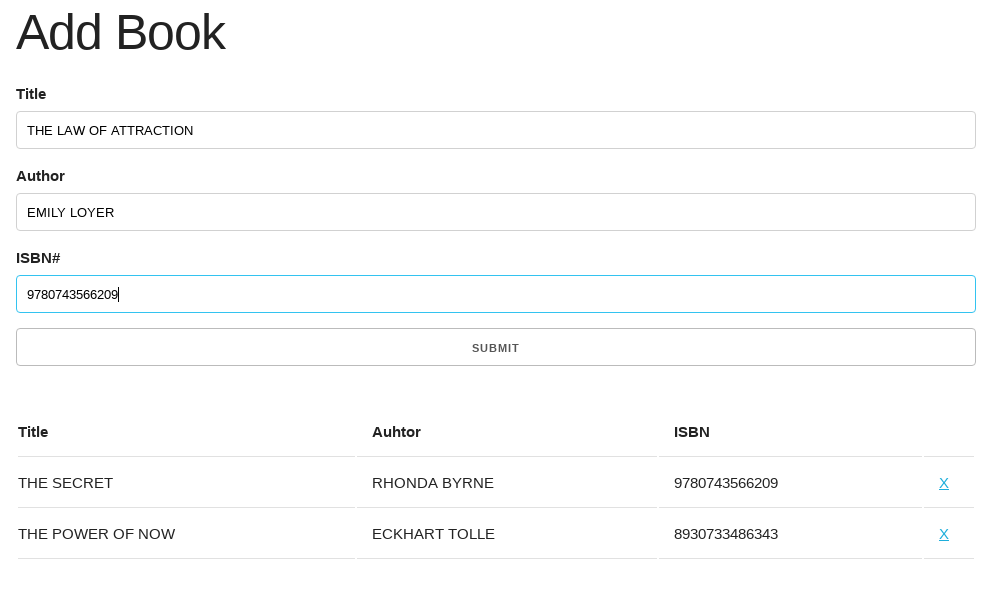 Add Book
Title
THE LAW OF ATTRACTION
Author
EMILY LOYER
ISBN#
9780743566209
SUBMIT
Title Auhtor ISBN
THE SECRET RHONDA BYRNE 9780743566209 X
THE POWER OF NOW ECKHART TOLLE 8930733486343 X